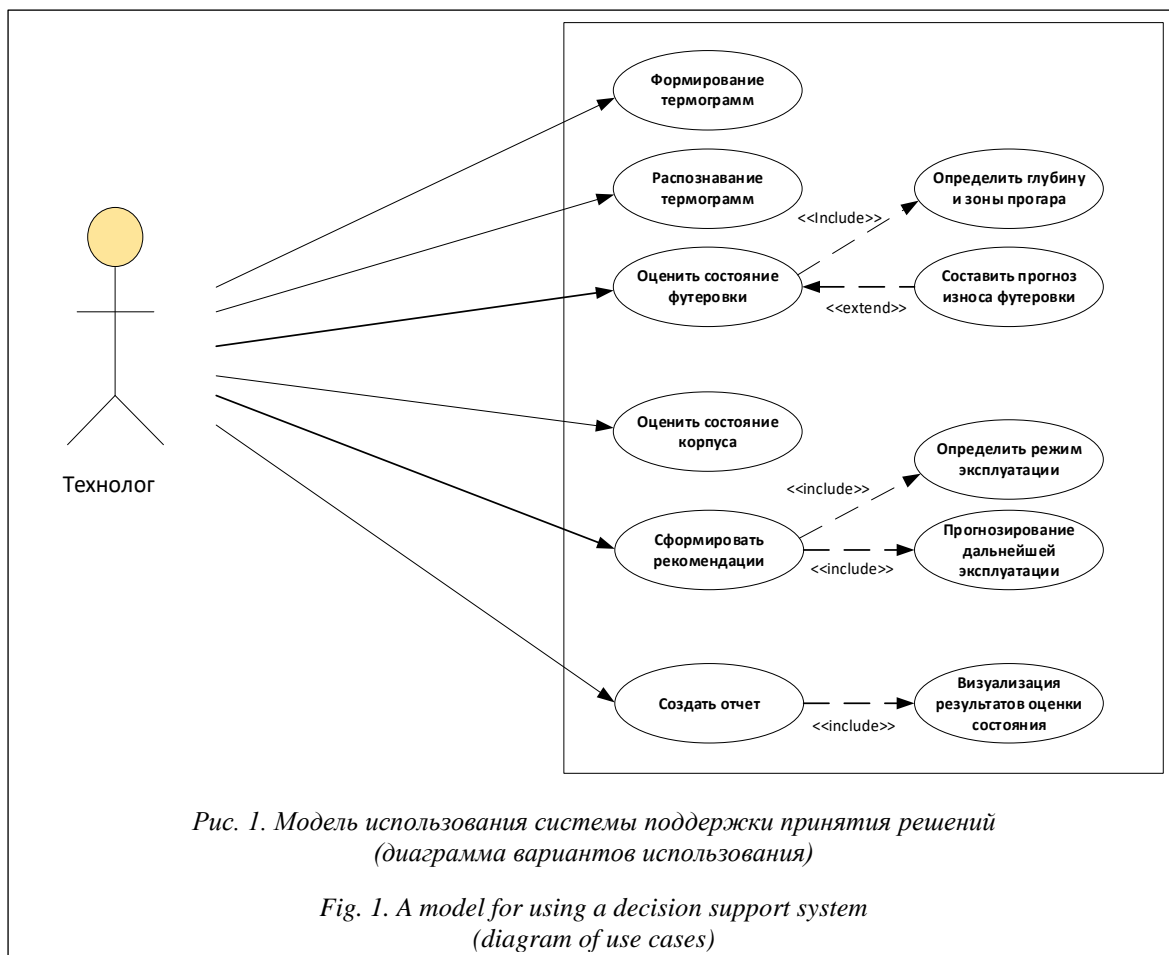 Формирование
термограмм
Распознавание
термограмм
Определить глубину
и зоны прогара
<<Include>>
Оценить состояние
футеровки
Составить прогноз
износа футеровки
<<extend>>
Оценить состояние
корпуса
Определить режим
эксплуатации
Технолог
<<include>>
Сформировать
рекомендации
Прогнозирование
дальнейшей
эксплуатации
<<include>>
Создать отчет
Визуализация
результатов оценки
состояния
<<include>>
Рис. 1. Модель использования системы поддержки принятия решений
(диаграмма вариантов использования)
Fig. 1. A model for using a decision support system
(diagram of use cases)